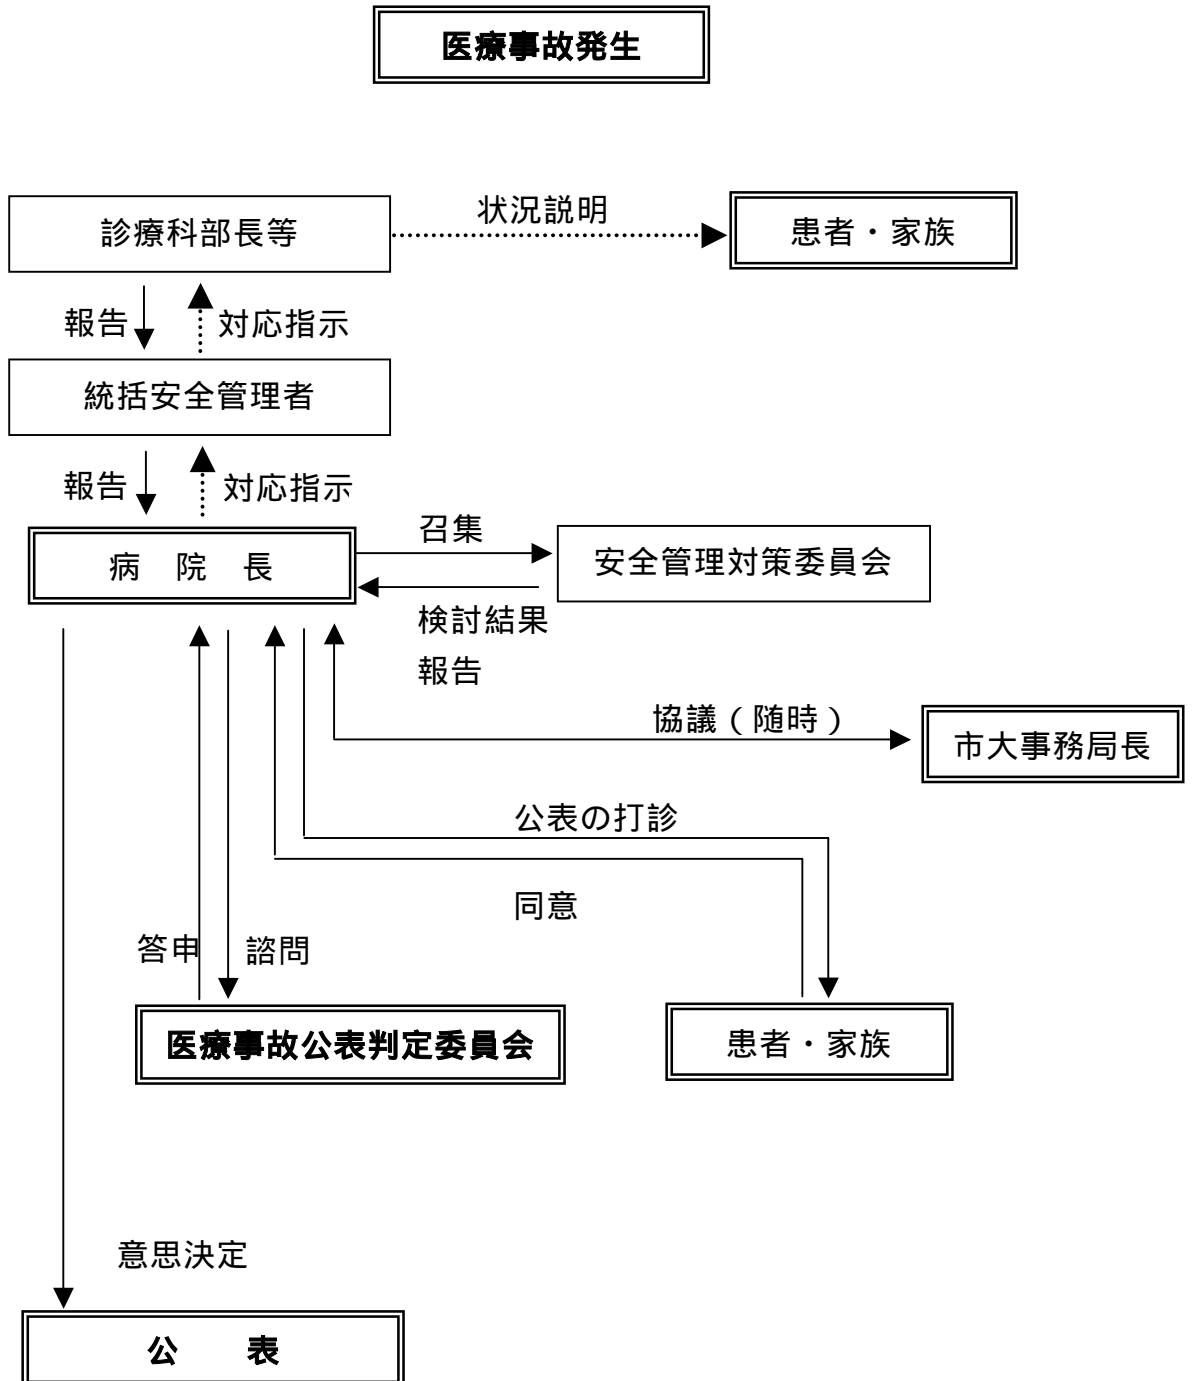 医療事故発生
状況説明
診療科部長等
患者・家族
報告
対応指示
統括安全管理者
報告
対応指示
召集
病　院　長
安全管理対策委員会
検討結果
報告
協議（随時）
市大事務局長
公表の打診
同意
答申
諮問
医療事故公表判定委員会
患者・家族
意思決定
公　　表